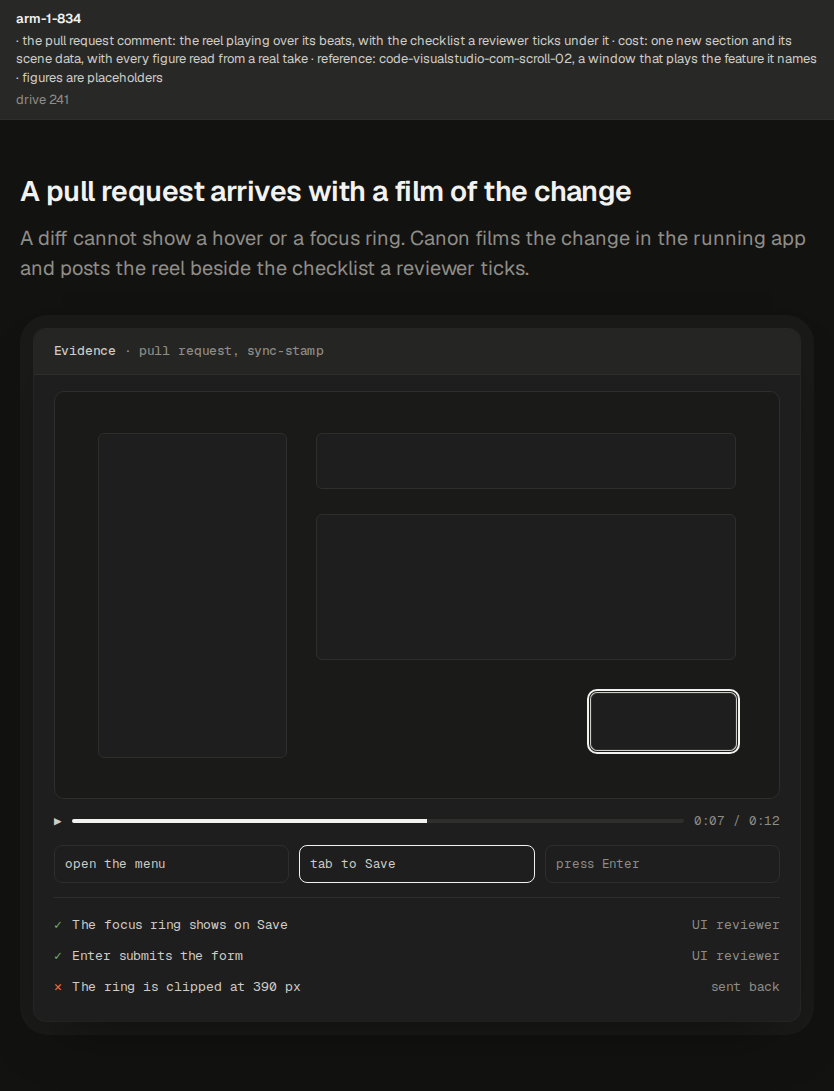 arm-1-834
· the pull request comment: the reel playing over its beats, with the checklist a reviewer ticks under it · cost: one new section and its
scene data, with every figure read from a real take · reference: code-visualstudio-com-scroll-02, a window that plays the feature it names
· figures are placeholders
drive 241
A pull request arrives with a film of the change
A diff cannot show a hover or a focus ring. Canon films the change in the running app
and posts the reel beside the checklist a reviewer ticks.
Evidence · pull request, sync-stamp
▶ 0:07 / 0:12
open the menu tab to Save press Enter
✓ The focus ring shows on Save UI reviewer
✓ Enter submits the form UI reviewer
✕ The ring is clipped at 390 px sent back